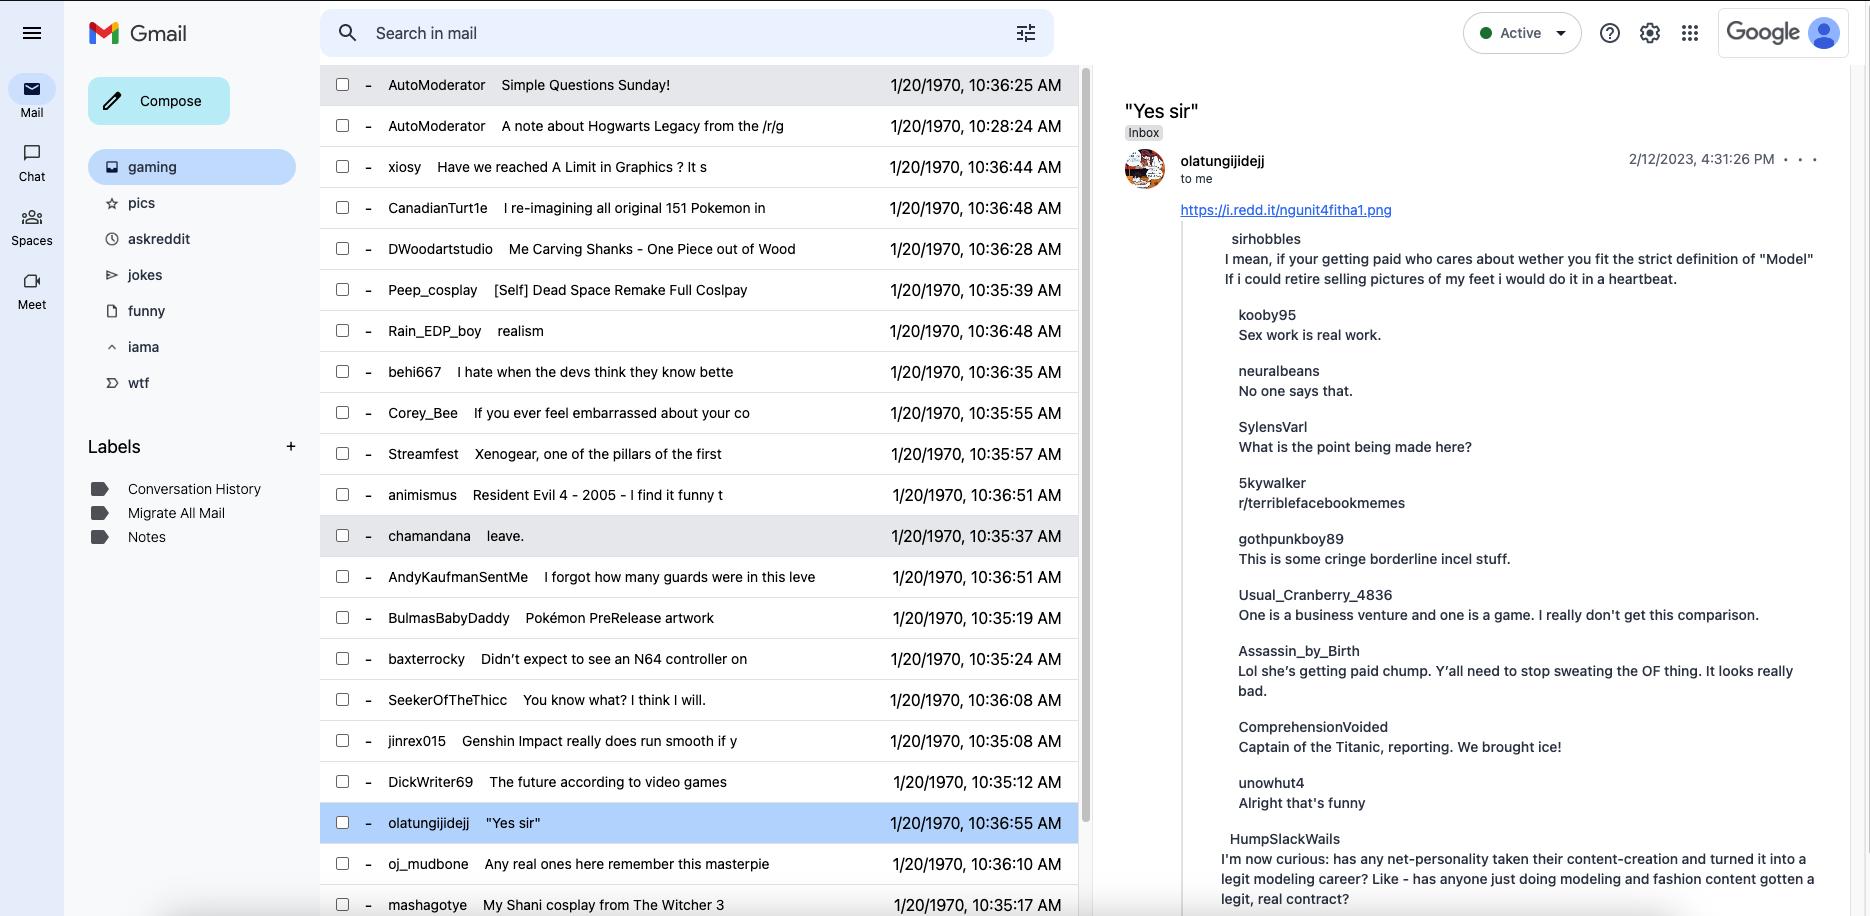 Gmail
Search in mail
Active
Google
Mail
Chat
Spaces
Meet
Compose
gaming
pics
askreddit
jokes
funny
iama
wtf
Labels
+
Conversation History
Migrate All Mail
Notes
- AutoModerator Simple Questions Sunday! 1/20/1970, 10:36:25 AM
- AutoModerator A note about Hogwarts Legacy from the /r/g 1/20/1970, 10:28:24 AM
- xiosy Have we reached A Limit in Graphics ? It s 1/20/1970, 10:36:44 AM
- CanadianTurt1e I re-imagining all original 151 Pokemon in 1/20/1970, 10:36:48 AM
- DWoodartstudio Me Carving Shanks - One Piece out of Wood 1/20/1970, 10:36:28 AM
- Peep_cosplay [Self] Dead Space Remake Full Coslpay 1/20/1970, 10:35:39 AM
- Rain_EDP_boy realism 1/20/1970, 10:36:48 AM
- behi667 I hate when the devs think they know bette 1/20/1970, 10:36:35 AM
- Corey_Bee If you ever feel embarrassed about your co 1/20/1970, 10:35:55 AM
- Streamfest Xenogear, one of the pillars of the first 1/20/1970, 10:35:57 AM
- animismus Resident Evil 4 - 2005 - I find it funny t 1/20/1970, 10:36:51 AM
- chamandana leave. 1/20/1970, 10:35:37 AM
- AndyKaufmanSentMe I forgot how many guards were in this leve 1/20/1970, 10:36:51 AM
- BulmasBabyDaddy Pokémon PreRelease artwork 1/20/1970, 10:35:19 AM
- baxterrocky Didn’t expect to see an N64 controller on 1/20/1970, 10:35:24 AM
- SeekerOfTheThicc You know what? I think I will. 1/20/1970, 10:36:08 AM
- jinrex015 Genshin Impact really does run smooth if y 1/20/1970, 10:35:08 AM
- DickWriter69 The future according to video games 1/20/1970, 10:35:12 AM
- olatungijidejj "Yes sir" 1/20/1970, 10:36:55 AM
- oj_mudbone Any real ones here remember this masterpie 1/20/1970, 10:36:10 AM
- mashagotye My Shani cosplay from The Witcher 3 1/20/1970, 10:35:17 AM
"Yes sir"
Inbox
olatungijidejj 2/12/2023, 4:31:26 PM
to me
https://i.redd.it/ngunit4fitha1.png
sirhobbles
I mean, if your getting paid who cares about wether you fit the strict definition of "Model"
If i could retire selling pictures of my feet i would do it in a heartbeat.
kooby95
Sex work is real work.
neuralbeans
No one says that.
SylensVarl
What is the point being made here?
5kywalker
r/terriblefacebookmemes
gothpunkboy89
This is some cringe borderline incel stuff.
Usual_Cranberry_4836
One is a business venture and one is a game. I really don't get this comparison.
Assassin_by_Birth
Lol she’s getting paid chump. Y’all need to stop sweating the OF thing. It looks really
bad.
ComprehensionVoided
Captain of the Titanic, reporting. We brought ice!
unowhut4
Alright that's funny
HumpSlackWails
I'm now curious: has any net-personality taken their content-creation and turned it into a
legit modeling career? Like - has anyone just doing modeling and fashion content gotten a
legit, real contract?